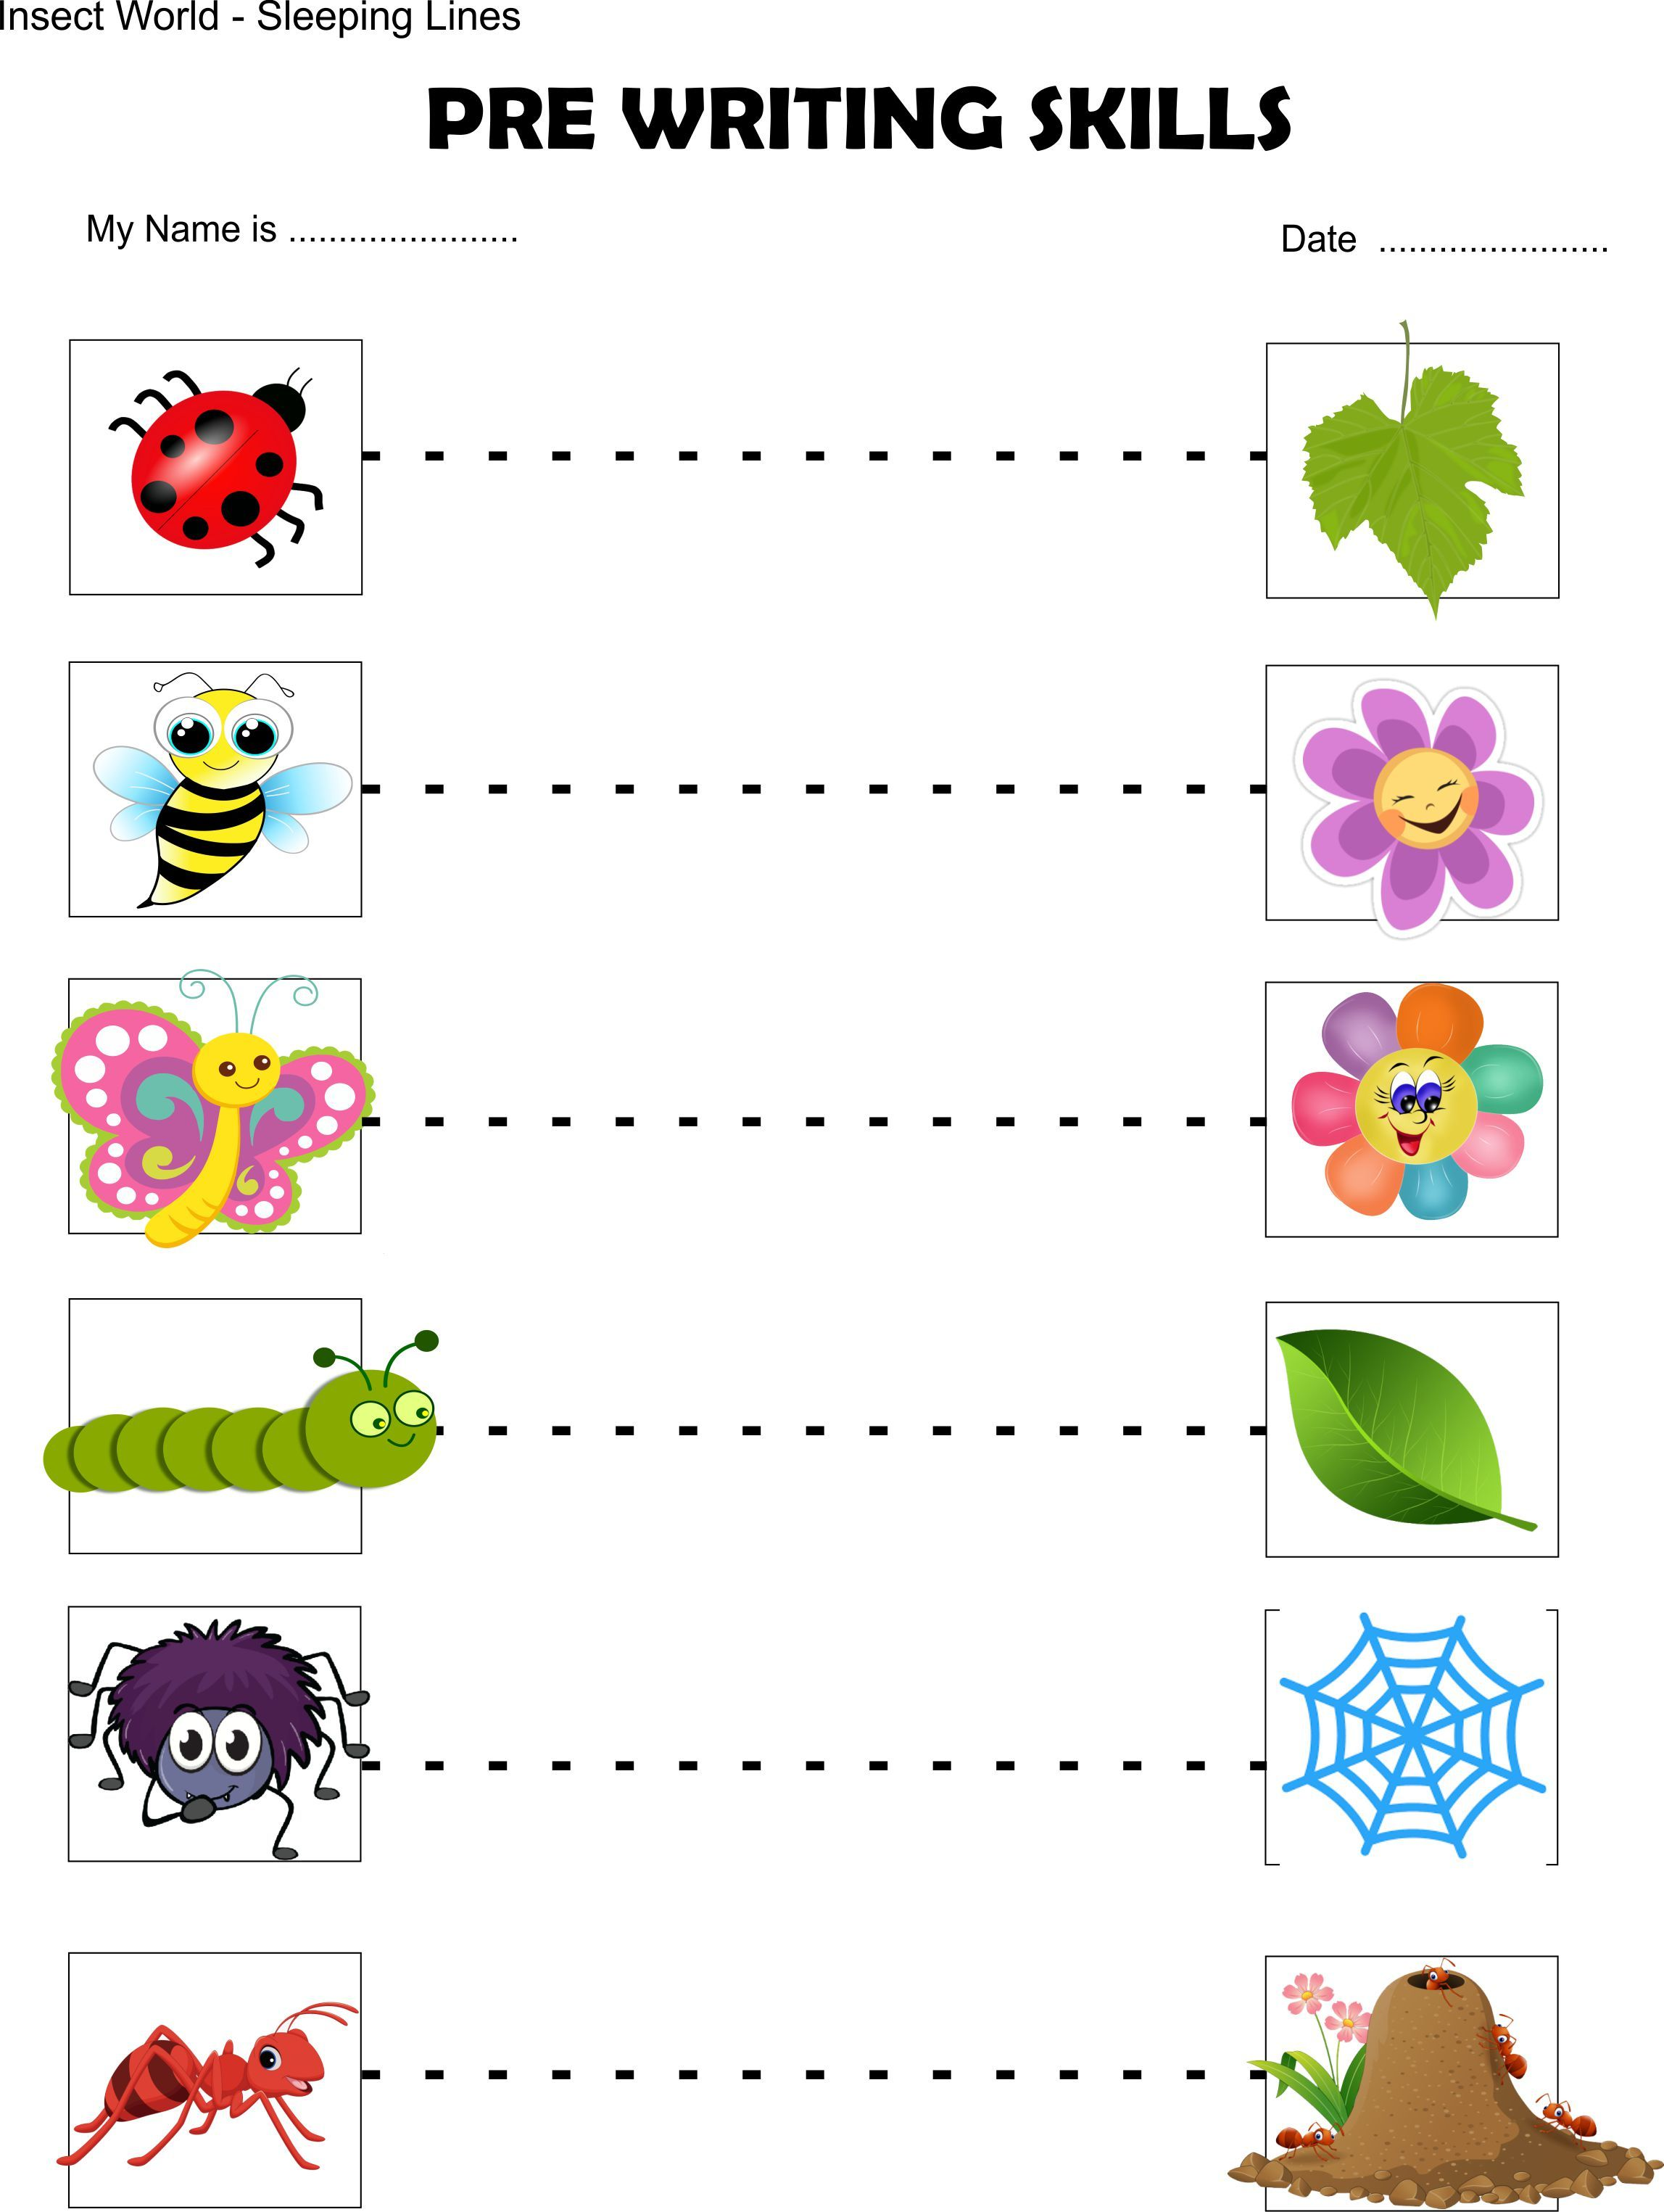 Insect World - Sleeping Lines
PRE WRITING SKILLS
My Name is .......................
Date .......................